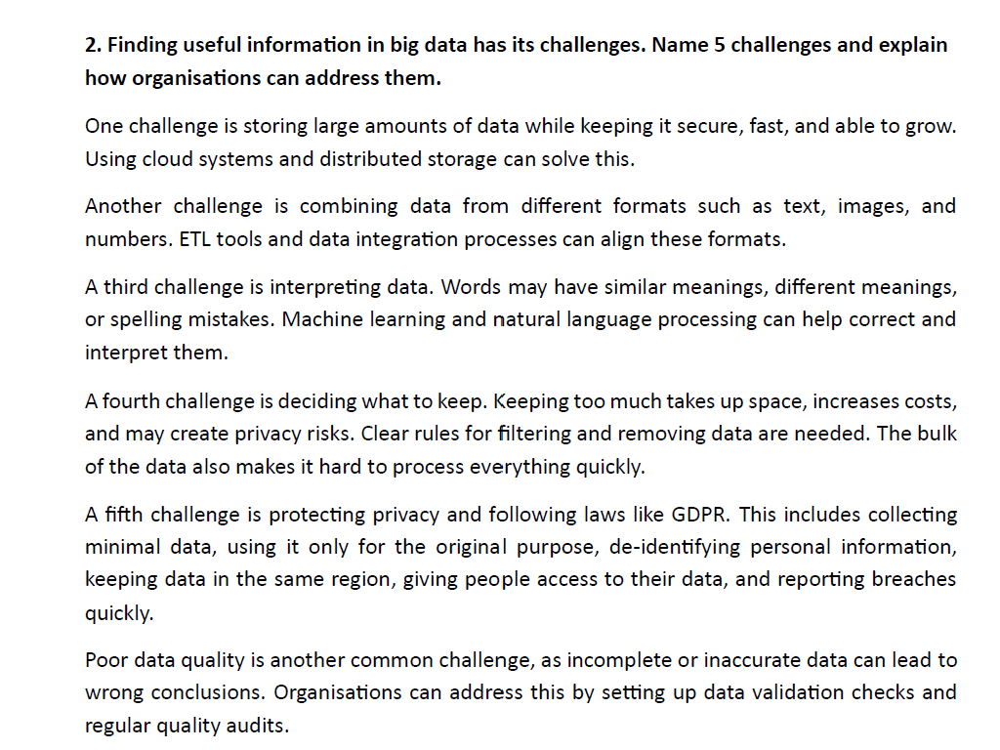 2. Finding useful information in big data has its challenges. Name 5 challenges and explain
how organisations can address them.
One challenge is storing large amounts of data while keeping it secure, fast, and able to grow.
Using cloud systems and distributed storage can solve this.
Another challenge is combining data from different formats such as text, images, and
numbers. ETL tools and data integration processes can align these formats.
A third challenge is interpreting data. Words may have similar meanings, different meanings,
or spelling mistakes. Machine learning and natural language processing can help correct and
interpret them.
A fourth challenge is deciding what to keep. Keeping too much takes up space, increases costs,
and may create privacy risks. Clear rules for filtering and removing data are needed. The bulk
of the data also makes it hard to process everything quickly.
A fifth challenge is protecting privacy and following laws like GDPR. This includes collecting
minimal data, using it only for the original purpose, de-identifying personal information,
keeping data in the same region, giving people access to their data, and reporting breaches
quickly.
Poor data quality is another common challenge, as incomplete or inaccurate data can lead to
wrong conclusions. Organisations can address this by setting up data validation checks and
regular quality audits.